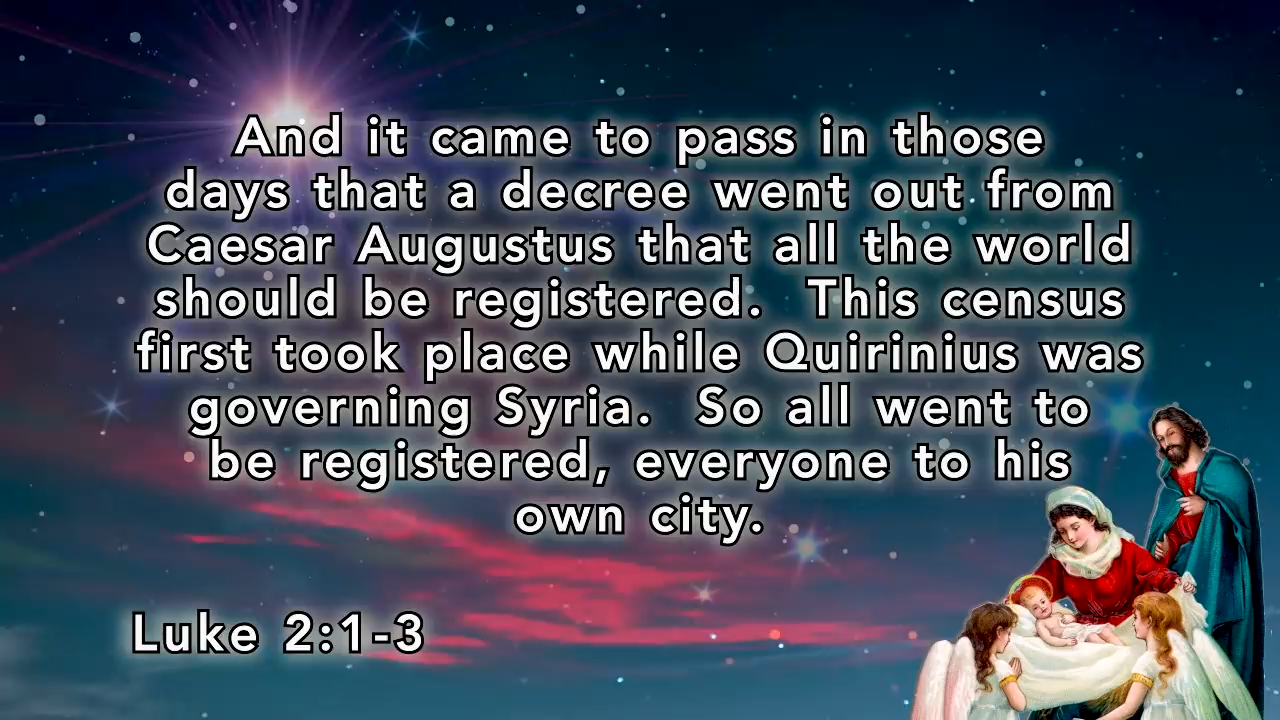 And it came to pass in those
days that a decree went out from
Caesar Augustus that all the world
should be registered.  This census
first took place while Quirinius was
governing Syria.  So all went to
be registered, everyone to his
own city.
Luke 2:1-3